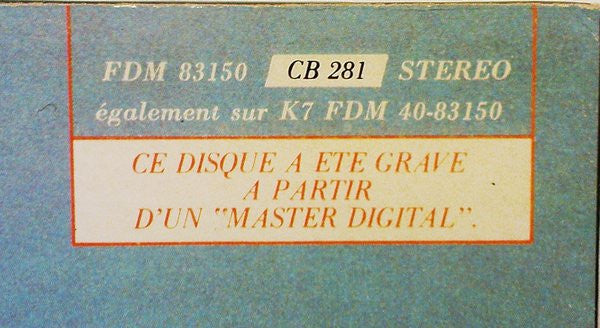 FDM 83150 CB 281 STEREO
également sur K7 FDM 40-83150
CE DISQUE A ETE GRAVE
A PARTIR
D'UN "MASTER DIGITAL".